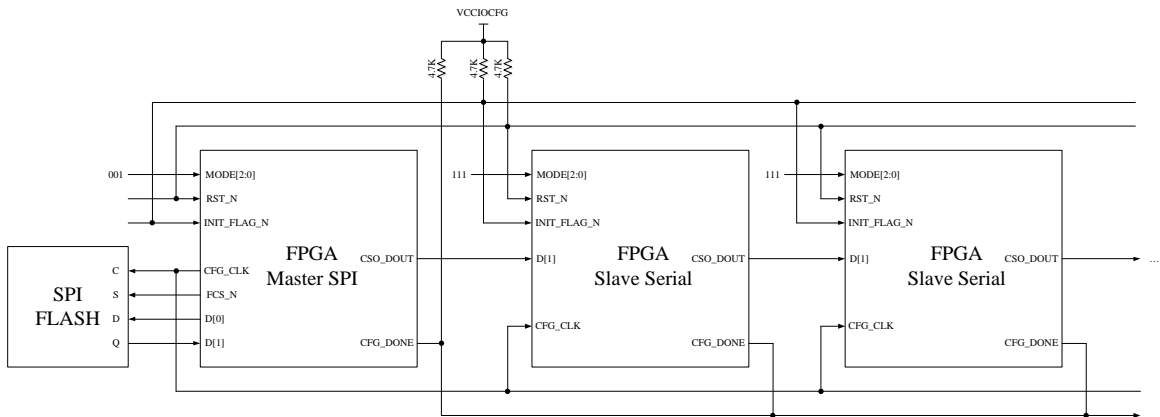 VCCIOCFG
4.7K
4.7K
4.7K
001
MODE[2:0]
RST_N
INIT_FLAG_N
FPGA
Master SPI
CFG_CLK
FCS_N
D[0]
D[1]
CSO_DOUT
CFG_DONE
SPI
FLASH
C
S
D
Q
111
MODE[2:0]
RST_N
INIT_FLAG_N
FPGA
Slave Serial
D[1]
CSO_DOUT
CFG_CLK
CFG_DONE
111
MODE[2:0]
RST_N
INIT_FLAG_N
FPGA
Slave Serial
D[1]
CSO_DOUT
CFG_CLK
CFG_DONE
...